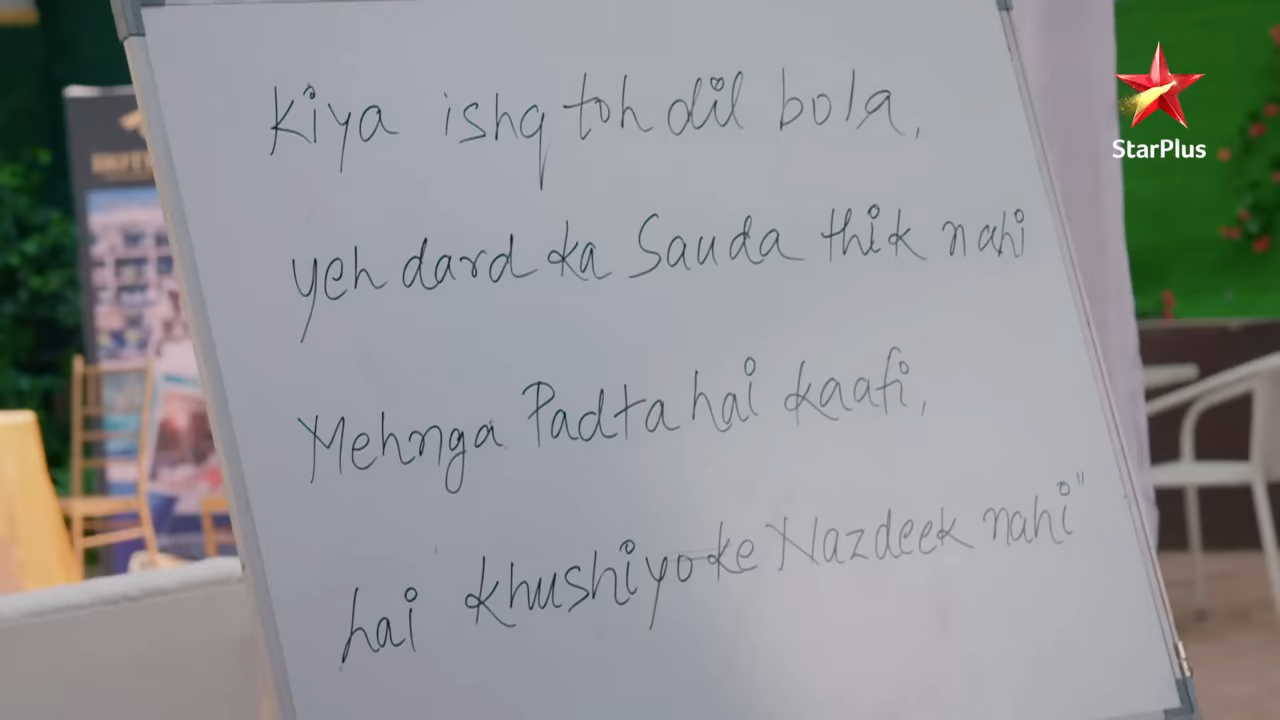 Kiya ishq toh dil bola,
yeh dard ka Sauda thik nahi
Mehnga Padta hai kaafi,
hai khushiyo ke Nazdeek nahi"
StarPlus